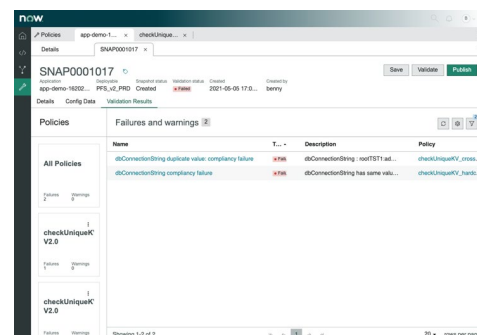 now.
Policies app-demo-1... × checkUnique... ×
Details SNAP0001017 ×
SNAP0001017
Save Validate Publish
Application Deployable Snapshot status Validation status Created Created by
app-demo-16202... PFS_v2_PRD Created Failed 2021-05-05 17:0... benny
Details Config Data Validation Results
Policies
Failures and warnings 2
Name T... Description Policy
dbConnectionString duplicate value: compliancy failure Faili dbConnectionString : rootTST1:ad... checkUniqueKV_cross.
dbConnectionString compliancy failure Faili dbConnectionString has same valu... checkUniqueKV_hardc
All Policies
Failures Warnings
2 0
checkUniqueK
V2.0
Failures Warnings
1 0
checkUniqueK
V2.0
Failures Warnings
Showing 1-2 of 2 1 20 rows per pag